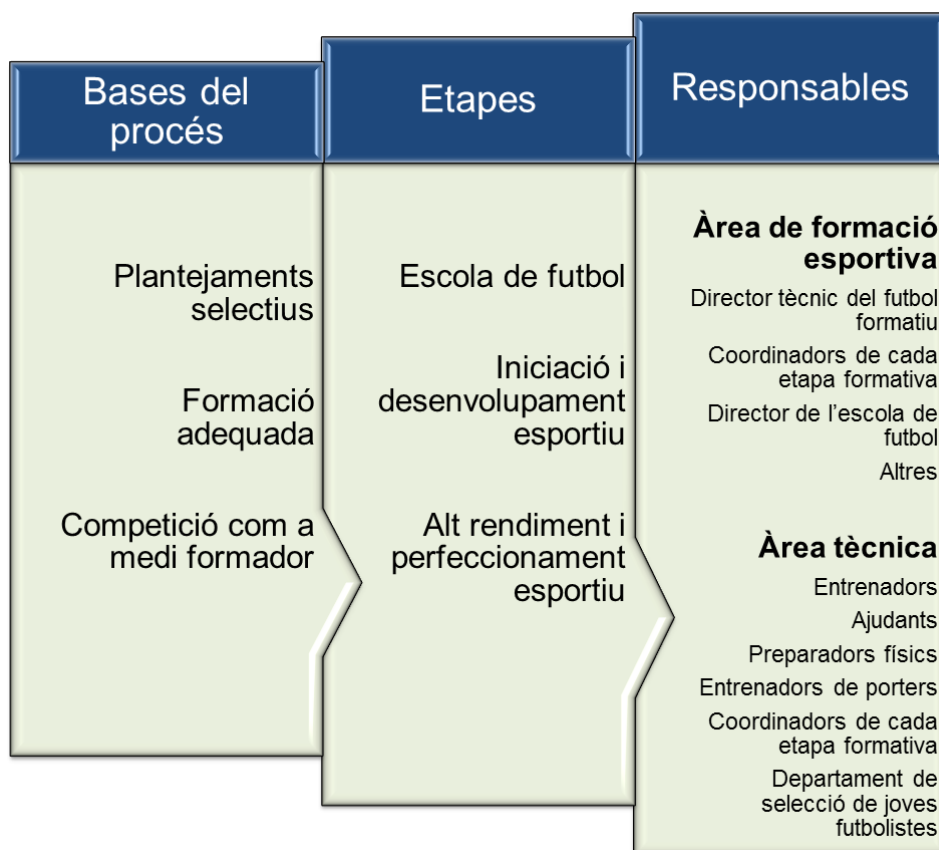 Bases del
procés
Plantejaments
selectius
Formació
adequada
Competició com a
medi formador
Etapes
Escola de futbol
Iniciació i
desenvolupament
esportiu
Alt rendiment i
perfeccionament
esportiu
Responsables
Àrea de formació
esportiva
Director tècnic del futbol
formatiu
Coordinadors de cada
etapa formativa
Director de l’escola de
futbol
Altres
Àrea tècnica
Entrenadors
Ajudants
Preparadors físics
Entrenadors de porters
Coordinadors de cada
etapa formativa
Departament de
selecció de joves
futbolistes